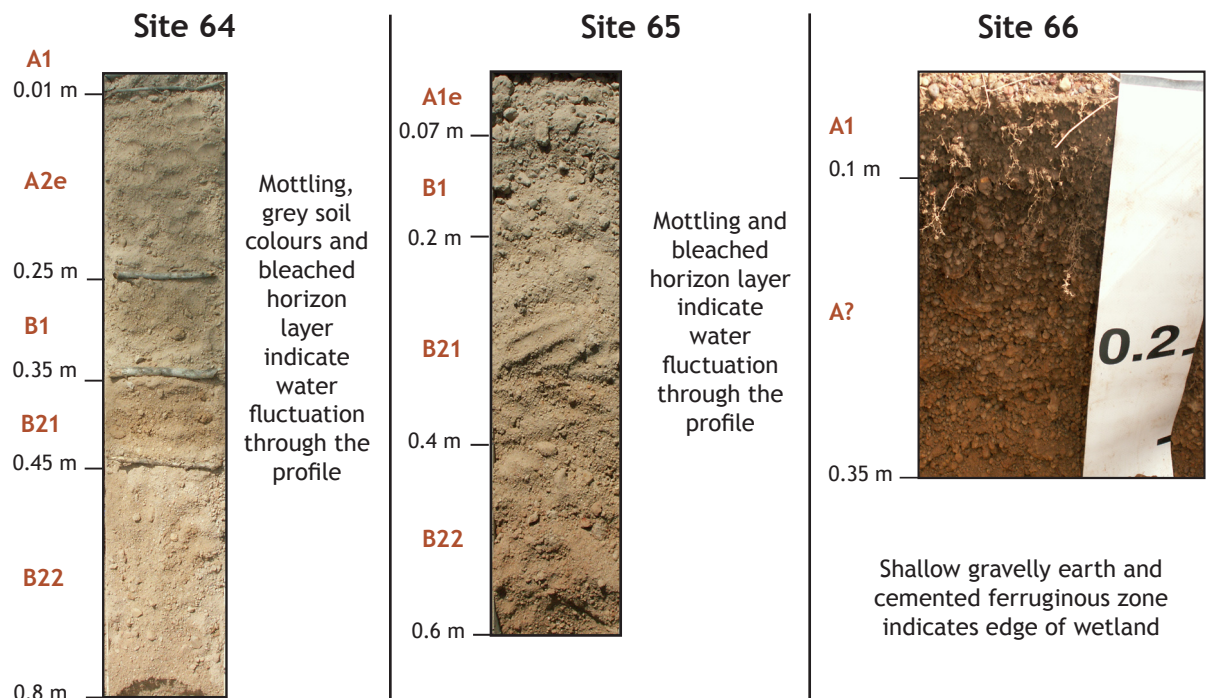 Site 64
A1
0.01 m
A2e
0.25 m
B1
0.35 m
B21
0.45 m
B22
0.8 m
Mottling,
grey soil
colours and
bleached
horizon
layer
indicate
water
fluctuation
through the
profile
Site 65
A1e
0.07 m
B1
0.2 m
B21
0.4 m
B22
0.6 m
Mottling and
bleached
horizon layer
indicate
water
fluctuation
through the
profile
Site 66
A1
0.1 m
A?
0.35 m
0.2
Shallow gravelly earth and
cemented ferruginous zone
indicates edge of wetland